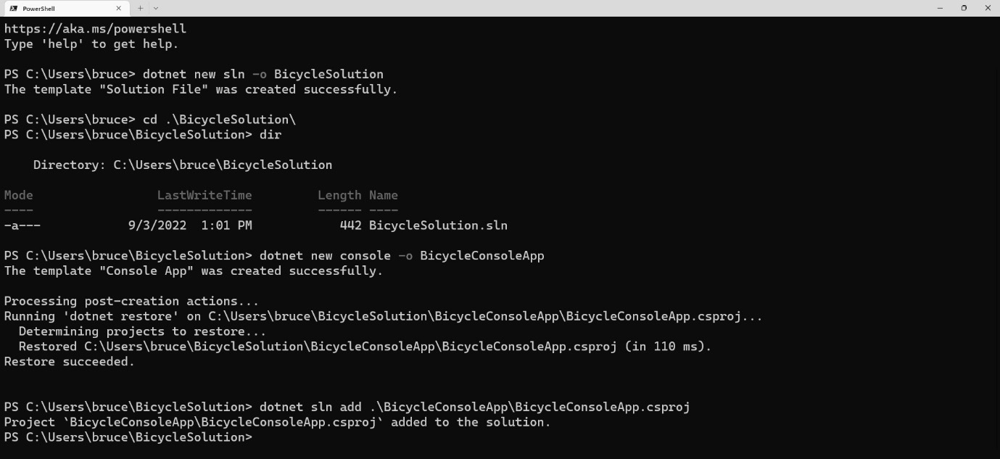 PowerShell
https://aka.ms/powershell
Type 'help' to get help.
PS C:\Users\bruce> dotnet new sln -o BicycleSolution
The template "Solution File" was created successfully.
PS C:\Users\bruce> cd .\BicycleSolution\
PS C:\Users\bruce\BicycleSolution> dir
    Directory: C:\Users\bruce\BicycleSolution
Mode                 LastWriteTime         Length Name
----                 -------------         ------ ----
-a---            9/3/2022  1:01 PM            442 BicycleSolution.sln
PS C:\Users\bruce\BicycleSolution> dotnet new console -o BicycleConsoleApp
The template "Console App" was created successfully.
Processing post-creation actions...
Running 'dotnet restore' on C:\Users\bruce\BicycleSolution\BicycleConsoleApp\BicycleConsoleApp.csproj...
  Determining projects to restore...
  Restored C:\Users\bruce\BicycleSolution\BicycleConsoleApp\BicycleConsoleApp.csproj (in 110 ms).
Restore succeeded.
PS C:\Users\bruce\BicycleSolution> dotnet sln add .\BicycleConsoleApp\BicycleConsoleApp.csproj
Project `BicycleConsoleApp\BicycleConsoleApp.csproj` added to the solution.
PS C:\Users\bruce\BicycleSolution>